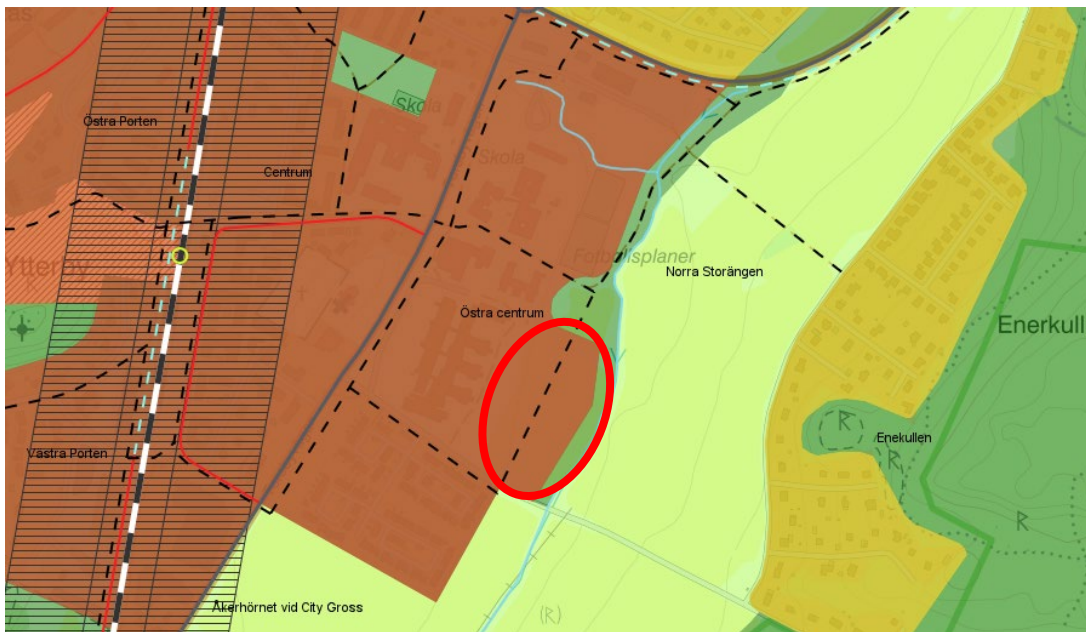 Skola
Östra Porten
Skola
Centrum
Fotbollsplaner
Ytterby
Norra Storängen
Östra centrum
Enerkull
Enekullen
Västra Porten
Åkerhörnet vid City Gross
R
R
R
(R)